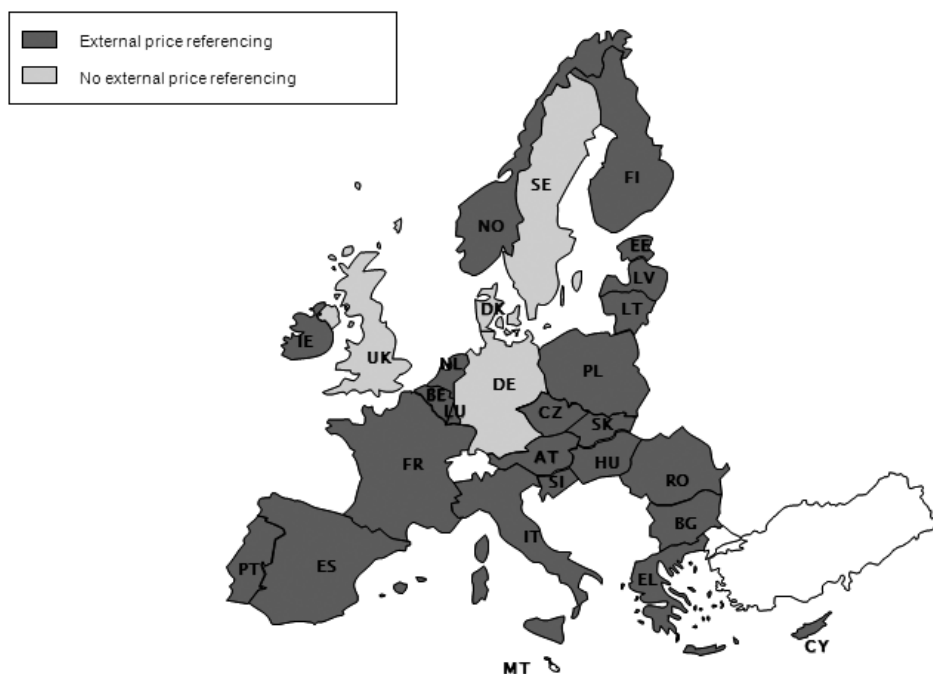 External price referencing
No external price referencing
SE
FI
NO
EE
LV
LT
DK
IE
UK
NL
DE
PL
BE
LU
CZ
SK
FR
AT
HU
SI
RO
BG
IT
PT
ES
EL
CY
MT